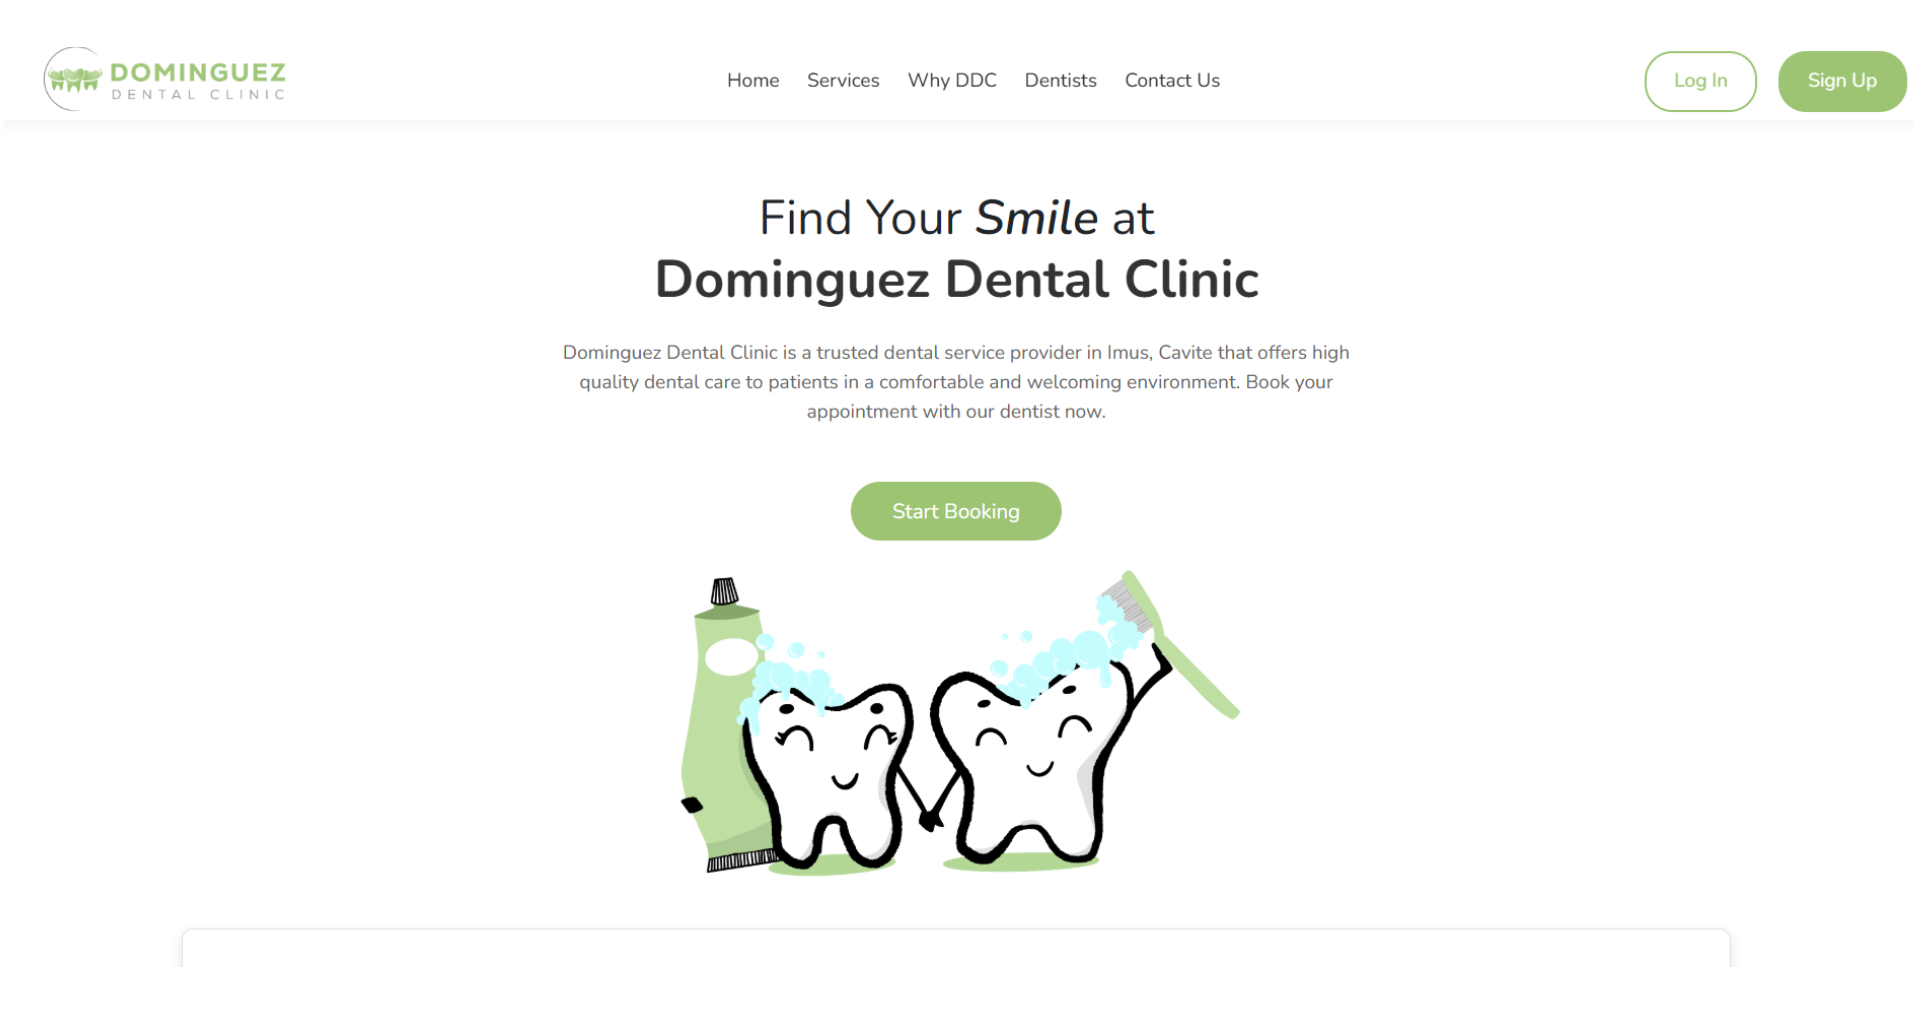 DOMINGUEZ
DENTAL CLINIC
Home Services Why DDC Dentists Contact Us
Log In Sign Up
Find Your Smile at
Dominguez Dental Clinic
Dominguez Dental Clinic is a trusted dental service provider in Imus, Cavite that offers high
quality dental care to patients in a comfortable and welcoming environment. Book your
appointment with our dentist now.
Start Booking